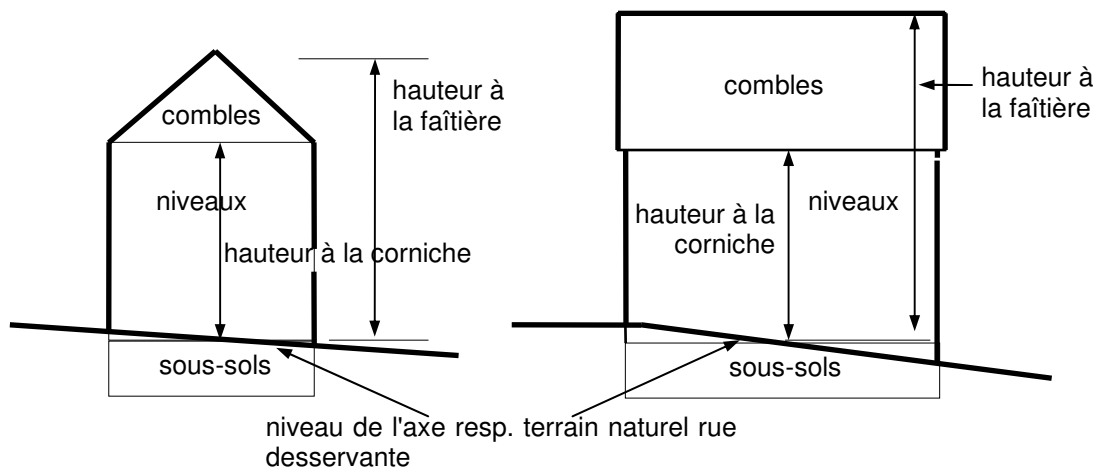 combles
hauteur à
la faîtière
niveaux
hauteur à la corniche
sous-sols
combles
hauteur à
la faîtière
hauteur à la
corniche
niveaux
sous-sols
niveau de l'axe resp. terrain naturel rue
desservante